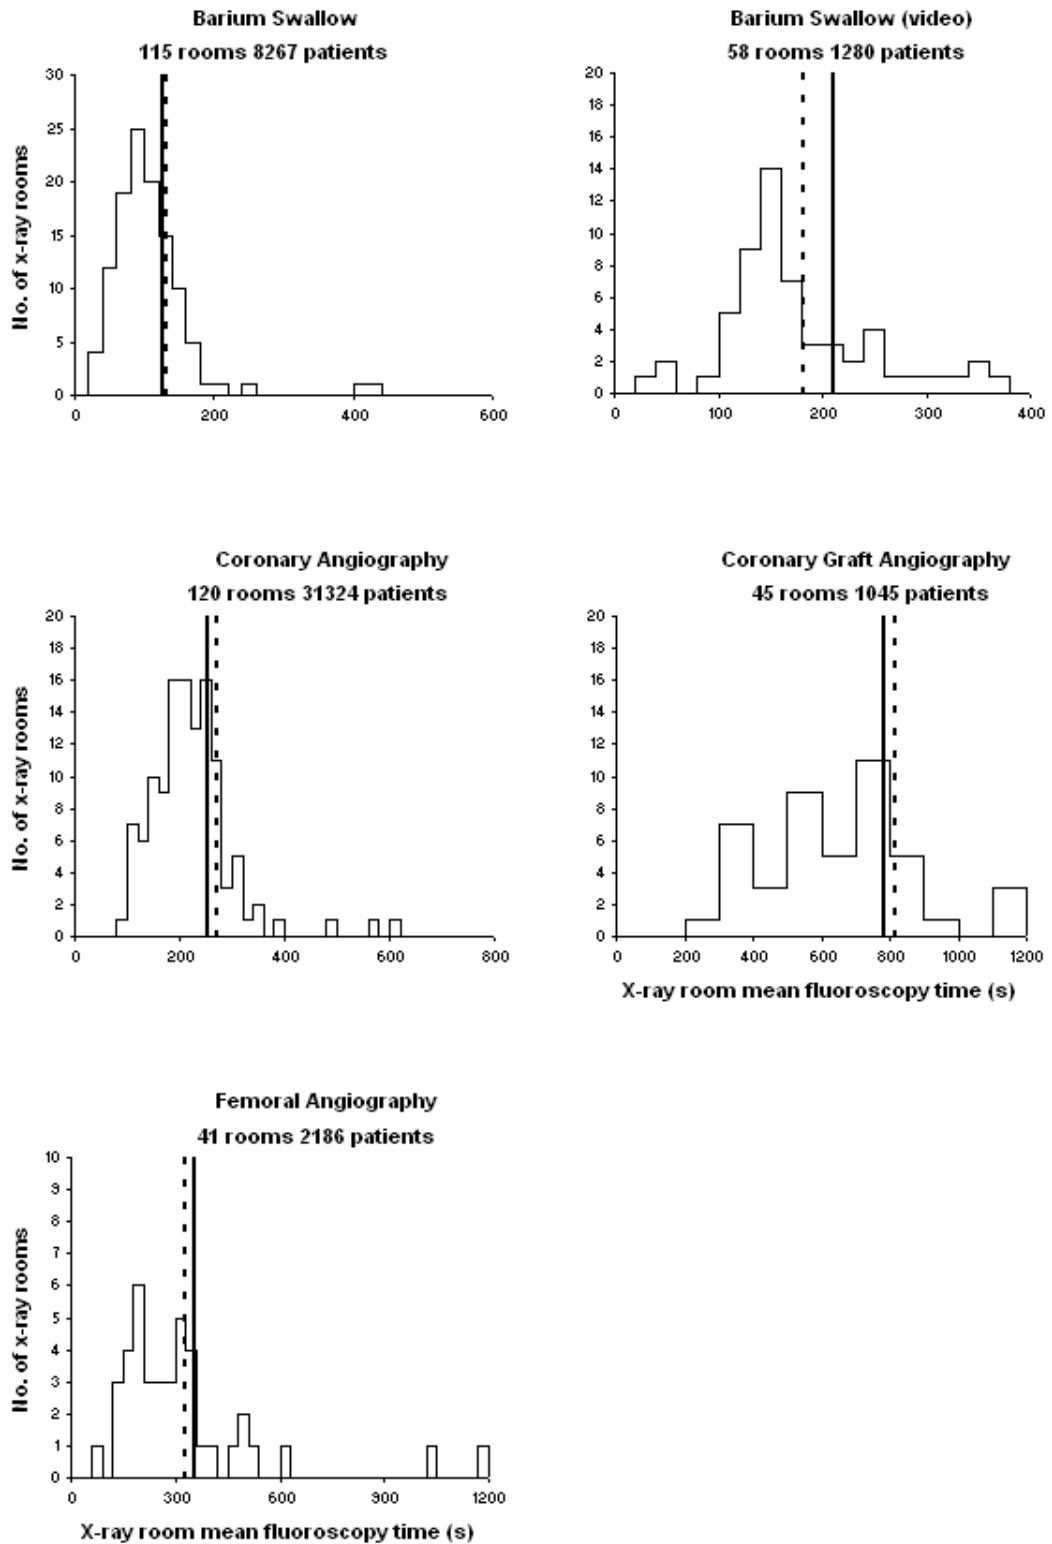 Barium Swallow
115 rooms 8267 patients
No. of x-ray rooms
30
25
20
15
10
5
0
0 200 400 600
Barium Swallow (video)
58 rooms 1280 patients
20
18
16
14
12
10
8
6
4
2
0
0 100 200 300 400
Coronary Angiography
120 rooms 31324 patients
No. of x-ray rooms
20
18
16
14
12
10
8
6
4
2
0
0 200 400 600 800
Coronary Graft Angiography
45 rooms 1045 patients
20
18
16
14
12
10
8
6
4
2
0
0 200 400 600 800 1000 1200
X-ray room mean fluoroscopy time (s)
Femoral Angiography
41 rooms 2186 patients
No. of x-ray rooms
10
9
8
7
6
5
4
3
2
1
0
0 300 600 900 1200
X-ray room mean fluoroscopy time (s)